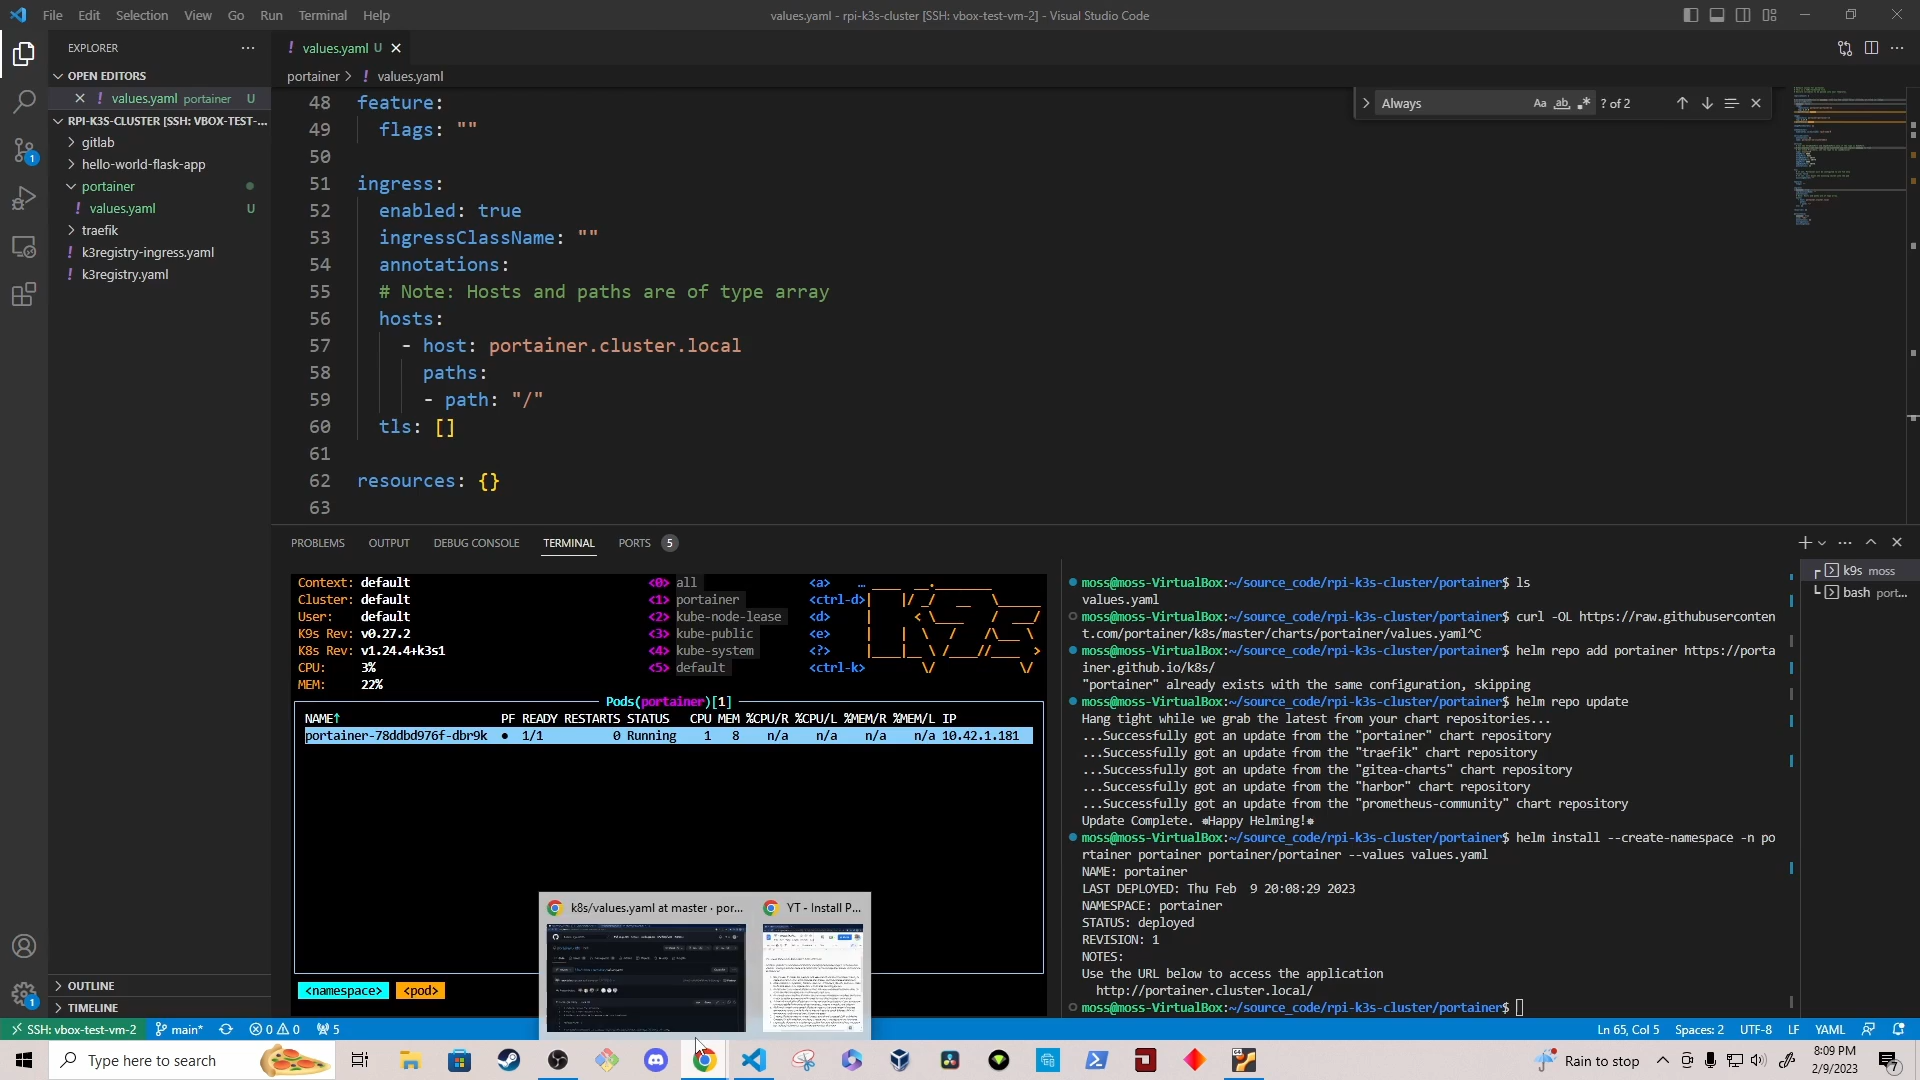 File Edit Selection View Go Run Terminal Help
values.yaml - rpi-k3s-cluster [SSH: vbox-test-vm-2] - Visual Studio Code
EXPLORER
OPEN EDITORS
values.yaml portainer U
RPI-K3S-CLUSTER [SSH: VBOX-TEST-...
gitlab
hello-world-flask-app
portainer
values.yaml U
traefik
k3registry-ingress.yaml
k3registry.yaml
OUTLINE
TIMELINE
values.yaml U
portainer > ! values.yaml
Always Aa ab ? of 2
48 feature:
49 flags: ""
50
51 ingress:
52 enabled: true
53 ingressClassName: ""
54 annotations:
55 # Note: Hosts and paths are of type array
56 hosts:
57 - host: portainer.cluster.local
58 paths:
59 - path: "/"
60 tls: []
61
62 resources: {}
63
PROBLEMS OUTPUT DEBUG CONSOLE TERMINAL PORTS 5
Context: default <0> all <a> …
Cluster: default <1> portainer <ctrl-d>
User: default <2> kube-node-lease <d>
K9s Rev: v0.27.2 <3> kube-public <e>
K8s Rev: v1.24.4+k3s1 <4> kube-system <?>
CPU: 3% <5> default <ctrl-k>
MEM: 22%
Pods(portainer)[1]
NAME↑ PF READY RESTARTS STATUS CPU MEM %CPU/R %CPU/L %MEM/R %MEM/L IP
portainer-78ddbd976f-dbr9k ● 1/1 0 Running 1 8 n/a n/a n/a n/a 10.42.1.181
<namespace> <pod>
moss@moss-VirtualBox:~/source_code/rpi-k3s-cluster/portainer$ ls
values.yaml
moss@moss-VirtualBox:~/source_code/rpi-k3s-cluster/portainer$ curl -OL https://raw.githubuserconten
t.com/portainer/k8s/master/charts/portainer/values.yaml^C
moss@moss-VirtualBox:~/source_code/rpi-k3s-cluster/portainer$ helm repo add portainer https://porta
iner.github.io/k8s/
"portainer" already exists with the same configuration, skipping
moss@moss-VirtualBox:~/source_code/rpi-k3s-cluster/portainer$ helm repo update
Hang tight while we grab the latest from your chart repositories...
...Successfully got an update from the "portainer" chart repository
...Successfully got an update from the "traefik" chart repository
...Successfully got an update from the "gitea-charts" chart repository
...Successfully got an update from the "harbor" chart repository
...Successfully got an update from the "prometheus-community" chart repository
Update Complete. ⎈Happy Helming!⎈
moss@moss-VirtualBox:~/source_code/rpi-k3s-cluster/portainer$ helm install --create-namespace -n po
rtainer portainer portainer/portainer --values values.yaml
NAME: portainer
LAST DEPLOYED: Thu Feb 9 20:08:29 2023
NAMESPACE: portainer
STATUS: deployed
REVISION: 1
NOTES:
Use the URL below to access the application
http://portainer.cluster.local/
moss@moss-VirtualBox:~/source_code/rpi-k3s-cluster/portainer$
k9s moss
bash port...
k8s/values.yaml at master · por...
YT - Install P...
SSH: vbox-test-vm-2 main* 0 0 5
Ln 65, Col 5 Spaces: 2 UTF-8 LF YAML
Type here to search
Rain to stop
8:09 PM
2/9/2023
7